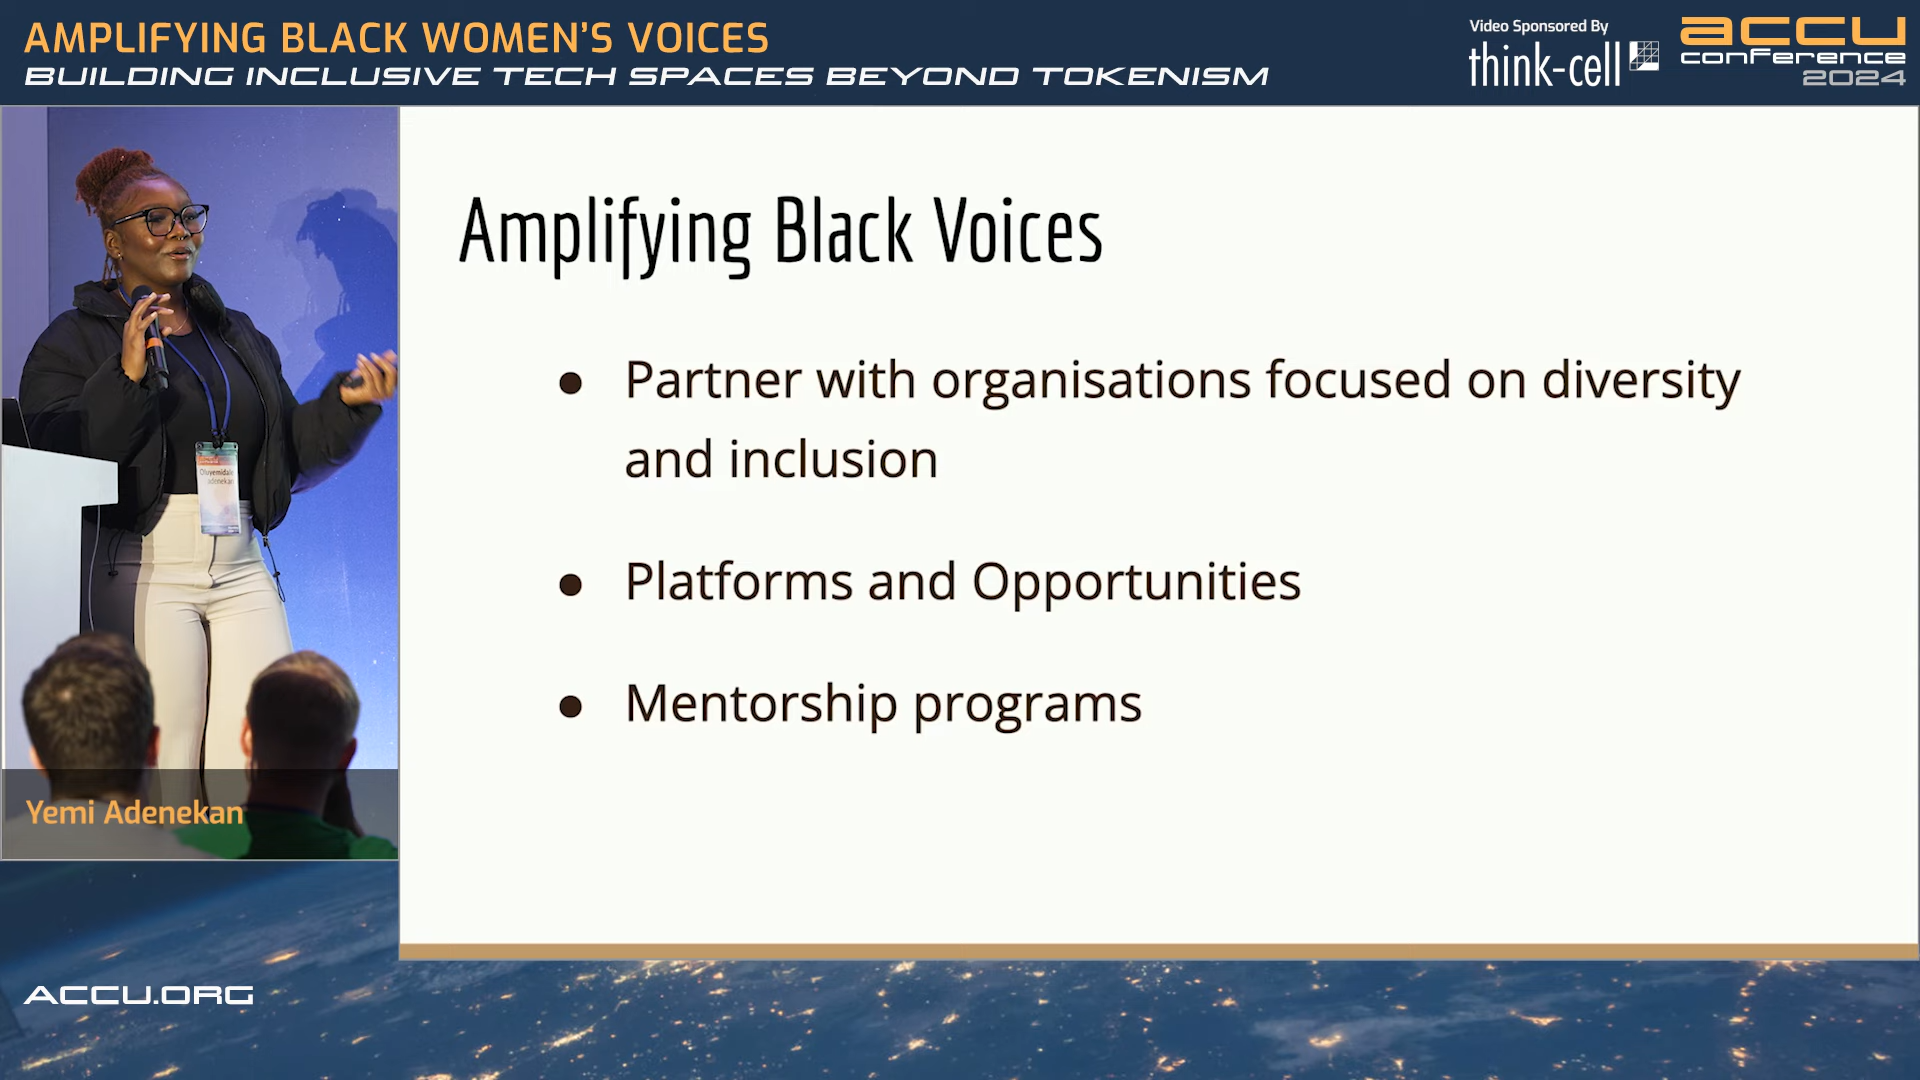 AMPLIFYING BLACK WOMEN'S VOICES
BUILDING INCLUSIVE TECH SPACES BEYOND TOKENISM
Video Sponsored By
think-cell
accu
conference
2024
Amplifying Black Voices
● Partner with organisations focused on diversity
and inclusion
● Platforms and Opportunities
● Mentorship programs
Oluyemidale
adenekan
Yemi Adenekan
ACCU.ORG